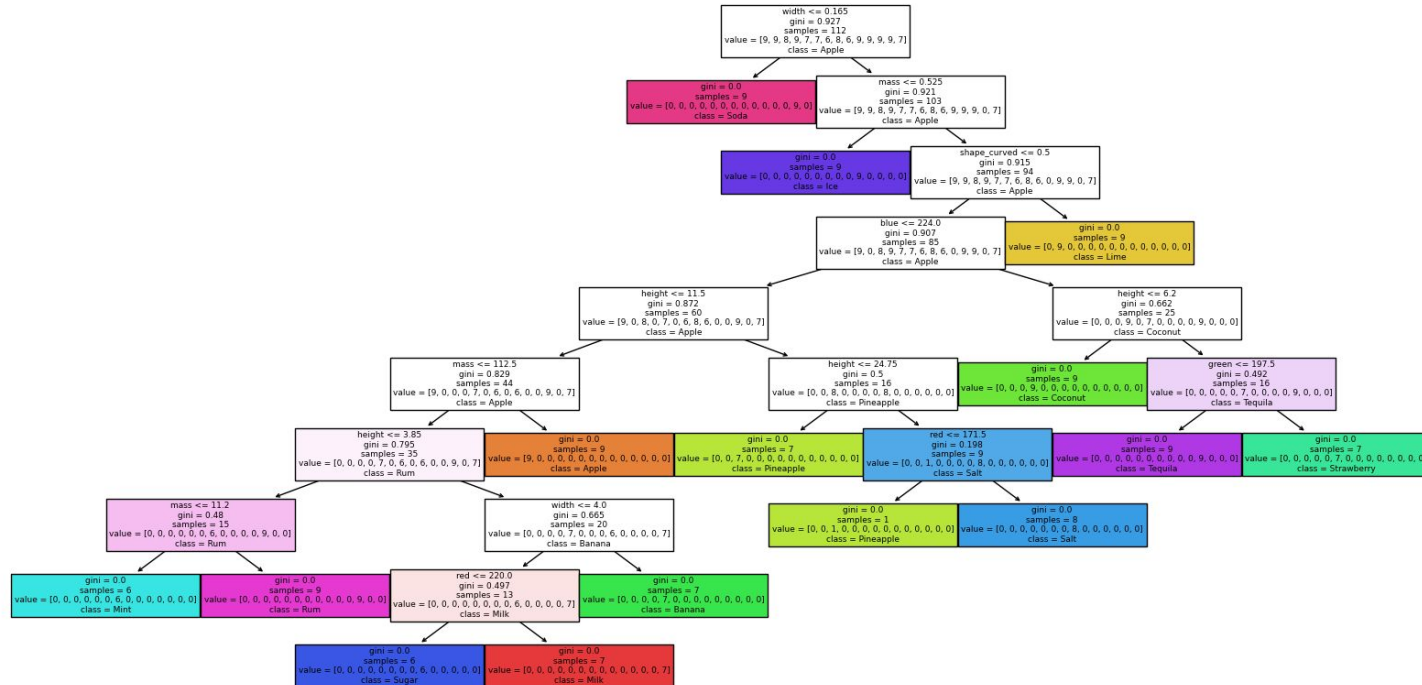 width <= 0.165
gini = 0.927
samples = 112
value = [9, 9, 8, 9, 7, 7, 6, 8, 6, 9, 9, 9, 9, 7]
class = Apple
gini = 0.0
samples = 9
value = [0, 0, 0, 0, 0, 0, 0, 0, 0, 0, 0, 0, 9, 0]
class = Soda
mass <= 0.525
gini = 0.921
samples = 103
value = [9, 9, 8, 9, 7, 7, 6, 8, 6, 9, 9, 9, 0, 7]
class = Apple
gini = 0.0
samples = 9
value = [0, 0, 0, 0, 0, 0, 0, 0, 0, 9, 0, 0, 0, 0]
class = Ice
shape_curved <= 0.5
gini = 0.915
samples = 94
value = [9, 9, 8, 9, 7, 7, 6, 8, 6, 0, 9, 9, 0, 7]
class = Apple
blue <= 224.0
gini = 0.907
samples = 85
value = [9, 0, 8, 9, 7, 7, 6, 8, 6, 0, 9, 9, 0, 7]
class = Apple
gini = 0.0
samples = 9
value = [0, 9, 0, 0, 0, 0, 0, 0, 0, 0, 0, 0, 0, 0]
class = Lime
height <= 11.5
gini = 0.872
samples = 60
value = [9, 0, 8, 0, 7, 0, 6, 8, 6, 0, 0, 9, 0, 7]
class = Apple
height <= 6.2
gini = 0.662
samples = 25
value = [0, 0, 0, 9, 0, 7, 0, 0, 0, 0, 9, 0, 0, 0]
class = Coconut
mass <= 112.5
gini = 0.829
samples = 44
value = [9, 0, 0, 0, 7, 0, 6, 0, 6, 0, 0, 9, 0, 7]
class = Apple
height <= 24.75
gini = 0.5
samples = 16
value = [0, 0, 8, 0, 0, 0, 0, 8, 0, 0, 0, 0, 0, 0]
class = Pineapple
gini = 0.0
samples = 9
value = [0, 0, 0, 9, 0, 0, 0, 0, 0, 0, 0, 0, 0, 0]
class = Coconut
green <= 197.5
gini = 0.492
samples = 16
value = [0, 0, 0, 0, 0, 7, 0, 0, 0, 0, 9, 0, 0, 0]
class = Tequila
height <= 3.85
gini = 0.795
samples = 35
value = [0, 0, 0, 0, 7, 0, 6, 0, 6, 0, 0, 9, 0, 7]
class = Rum
gini = 0.0
samples = 9
value = [9, 0, 0, 0, 0, 0, 0, 0, 0, 0, 0, 0, 0, 0]
class = Apple
gini = 0.0
samples = 7
value = [0, 0, 7, 0, 0, 0, 0, 0, 0, 0, 0, 0, 0, 0]
class = Pineapple
red <= 171.5
gini = 0.198
samples = 9
value = [0, 0, 1, 0, 0, 0, 0, 8, 0, 0, 0, 0, 0, 0]
class = Salt
gini = 0.0
samples = 9
value = [0, 0, 0, 0, 0, 0, 0, 0, 0, 0, 9, 0, 0, 0]
class = Tequila
gini = 0.0
samples = 7
value = [0, 0, 0, 0, 0, 7, 0, 0, 0, 0, 0, 0, 0, 0]
class = Strawberry
mass <= 11.2
gini = 0.48
samples = 15
value = [0, 0, 0, 0, 0, 0, 6, 0, 0, 0, 0, 9, 0, 0]
class = Rum
width <= 4.0
gini = 0.665
samples = 20
value = [0, 0, 0, 0, 7, 0, 0, 0, 6, 0, 0, 0, 0, 7]
class = Banana
gini = 0.0
samples = 1
value = [0, 0, 1, 0, 0, 0, 0, 0, 0, 0, 0, 0, 0, 0]
class = Pineapple
gini = 0.0
samples = 8
value = [0, 0, 0, 0, 0, 0, 0, 8, 0, 0, 0, 0, 0, 0]
class = Salt
gini = 0.0
samples = 6
value = [0, 0, 0, 0, 0, 0, 6, 0, 0, 0, 0, 0, 0, 0]
class = Mint
gini = 0.0
samples = 9
value = [0, 0, 0, 0, 0, 0, 0, 0, 0, 0, 0, 9, 0, 0]
class = Rum
red <= 220.0
gini = 0.497
samples = 13
value = [0, 0, 0, 0, 0, 0, 0, 0, 6, 0, 0, 0, 0, 7]
class = Milk
gini = 0.0
samples = 7
value = [0, 0, 0, 0, 7, 0, 0, 0, 0, 0, 0, 0, 0, 0]
class = Banana
gini = 0.0
samples = 6
value = [0, 0, 0, 0, 0, 0, 0, 0, 6, 0, 0, 0, 0, 0]
class = Sugar
gini = 0.0
samples = 7
value = [0, 0, 0, 0, 0, 0, 0, 0, 0, 0, 0, 0, 0, 7]
class = Milk